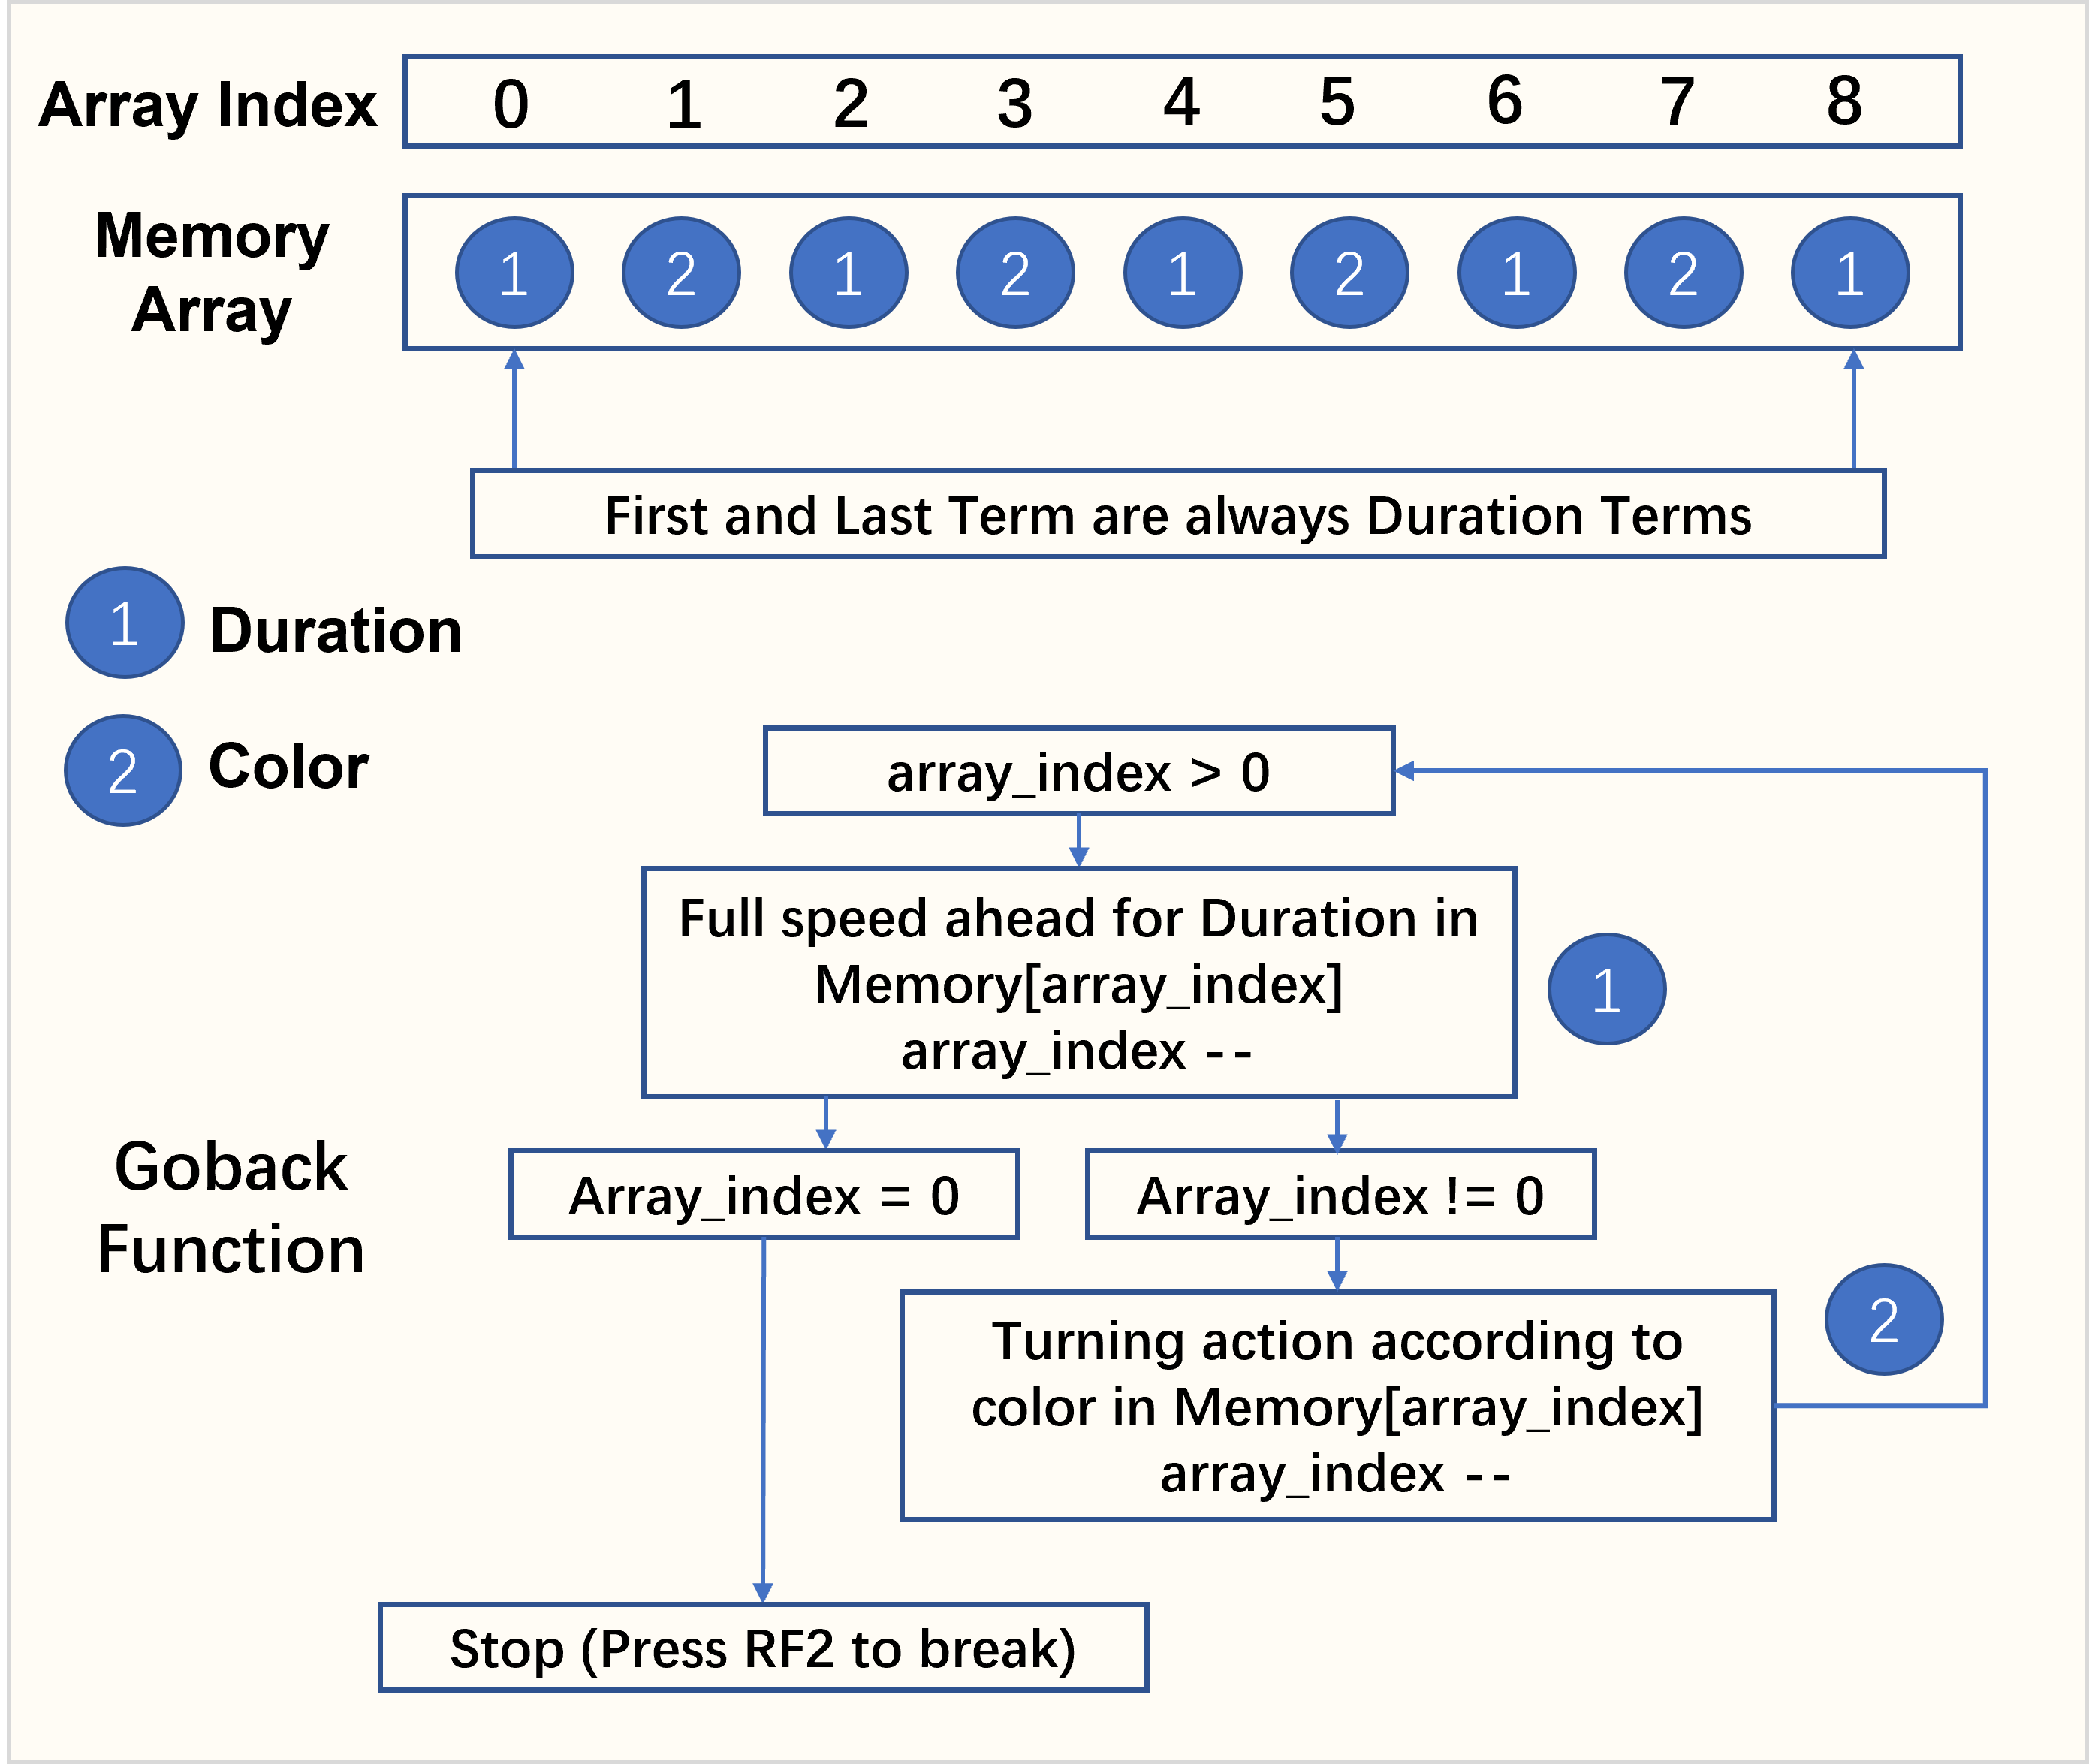 Array Index
0 1 2 3 4 5 6 7 8
Memory
Array
1 2 1 2 1 2 1 2 1
First and Last Term are always Duration Terms
1 Duration
2 Color
array_index > 0
Full speed ahead for Duration in
Memory[array_index]
array_index --
1
Goback
Function
Array_index = 0
Array_index != 0
Turning action according to
color in Memory[array_index]
array_index --
2
Stop (Press RF2 to break)